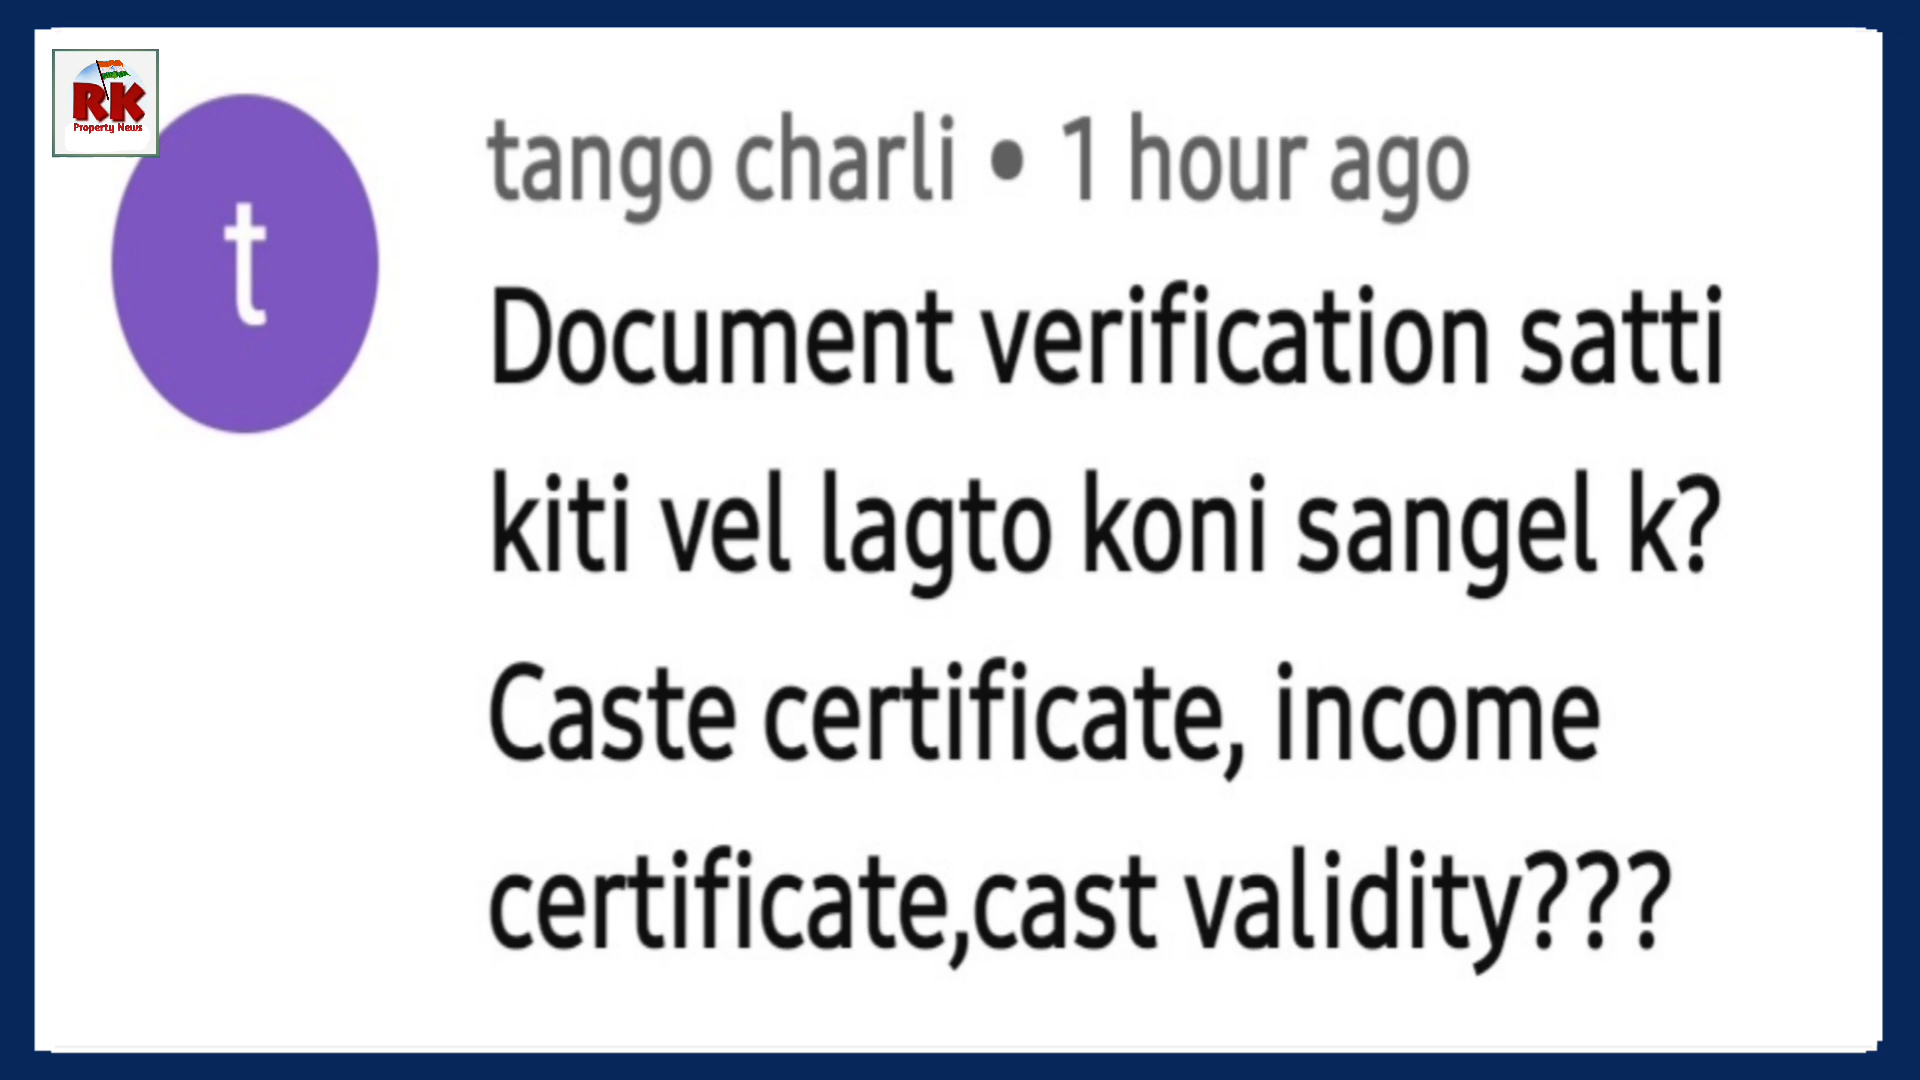 RK
Property News
t
tango charli • 1 hour ago
Document verification satti
kiti vel lagto koni sangel k?
Caste certificate, income
certificate,cast validity???